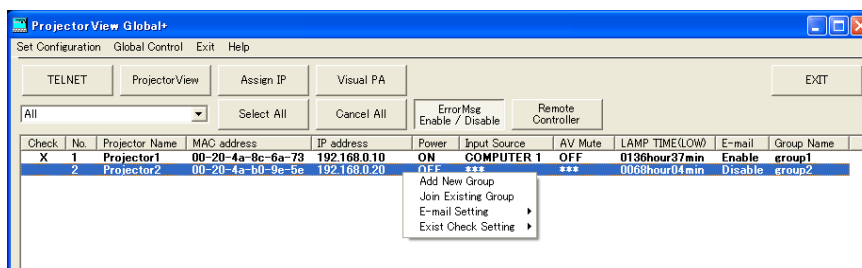 ProjectorView Global+
Set Configuration Global Control Exit Help
TELNET ProjectorView Assign IP Visual PA EXIT
All Select All Cancel All ErrorMsg Enable / Disable Remote Controller
Check No. Projector Name MAC address IP address Power Input Source AV Mute LAMP TIME(LOW) E-mail Group Name
X 1 Projector1 00-20-4a-8c-6a-73 192.168.0.10 ON COMPUTER 1 OFF 0136hour37min Enable group1
2 Projector2 00-20-4a-b0-9e-5e 192.168.0.20 OFF *** *** 0068hour04min Disable group2
Add New Group
Join Existing Group
E-mail Setting
Exist Check Setting